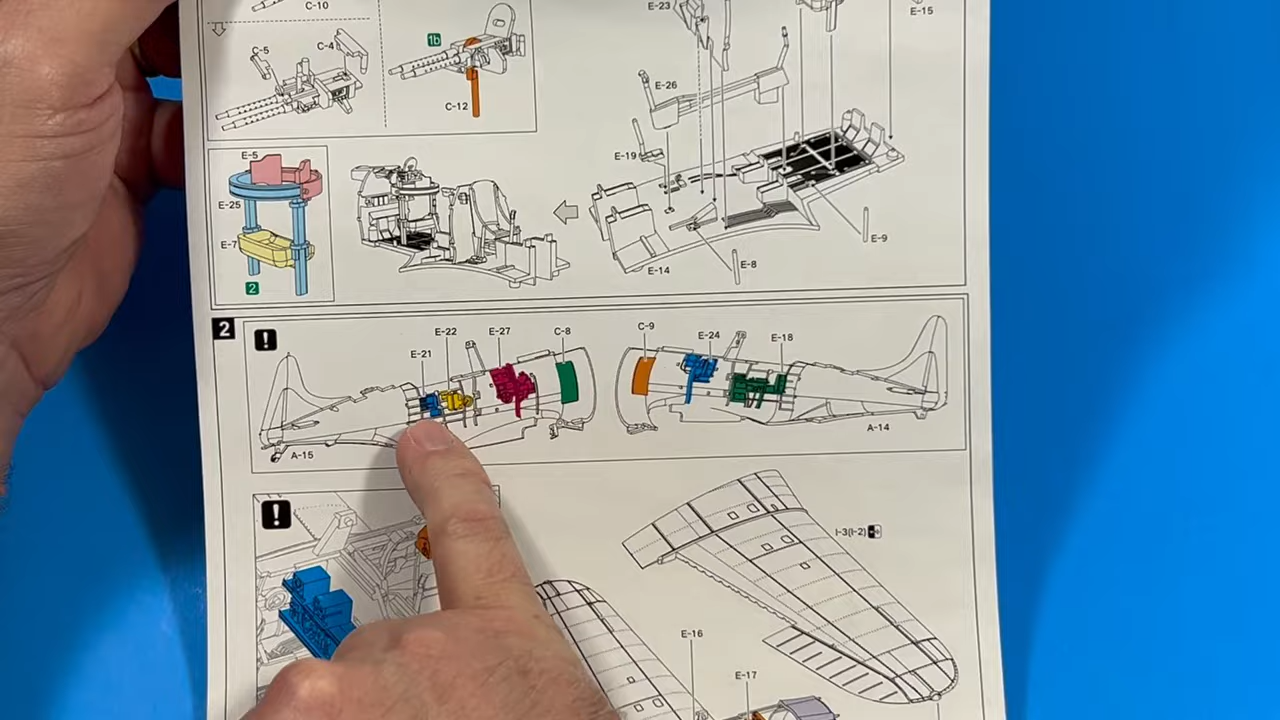 C-10
C-5
C-4
1b
C-12
E-23
E-15
E-26
E-19
E-9
E-8
E-14
E-5
E-25
E-7
2
2
!
E-21
E-22
E-27
C-8
A-15
C-9
E-24
E-18
A-14
!
I-3(I-2)
E-16
E-17